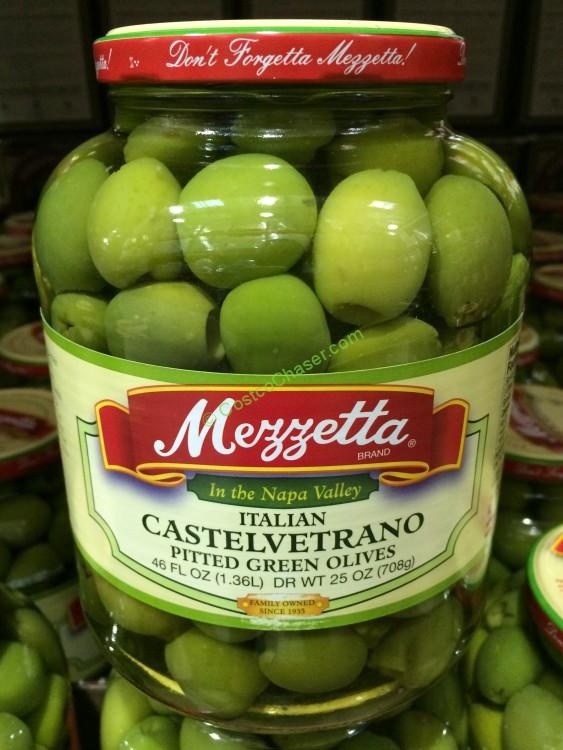 Don't Forgetta Mezzetta!
© CostcoChaser.com
Mezzetta®
BRAND
In the Napa Valley
ITALIAN
CASTELVETRANO
PITTED GREEN OLIVES
46 FL OZ (1.36L) DR WT 25 OZ (708g)
FAMILY OWNED
SINCE 1935